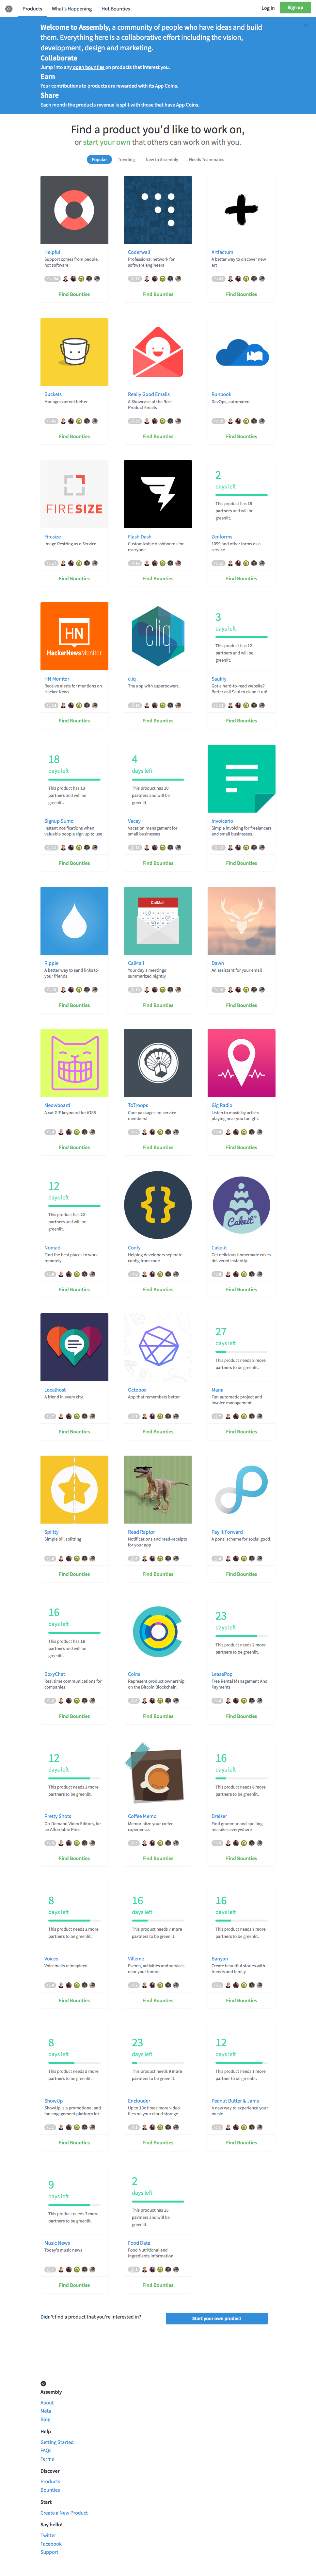 Products
What's Happening
Hot Bounties
Log in
Sign up
Welcome to Assembly, a community of people who have ideas and build
them. Everything here is a collaborative effort including the vision,
development, design and marketing.
Collaborate
Jump into any open bounties on products that interest you.
Earn
Your contributions to products are rewarded with its App Coins.
Share
Each month the products revenue is split with those that have App Coins.
Find a product you'd like to work on,
or start your own that others can work on with you.
Popular
Trending
New to Assembly
Needs Teammates
Helpful
Support comes from people,
not software
Find Bounties
Coderwall
Professional network for
software engineers
Find Bounties
Artfactum
A better way to discover new
art
Find Bounties
Buckets
Manage content better
Find Bounties
Really Good Emails
A Showcase of the Best
Product Emails
Find Bounties
Runbook
DevOps, automated
Find Bounties
FIRESIZE
Firesize
Image Resizing as a Service
Find Bounties
Flash Dash
Customisable dashboards for
everyone
Find Bounties
2
days left
This product has 15
partners and will be
greenlit.
Zenforms
1099 and other forms as a
service
Find Bounties
HN
HackerNewsMonitor
HN Monitor
Receive alerts for mentions on
Hacker News
Find Bounties
cliq
cliq
The app with superpowers.
Find Bounties
3
days left
This product has 12
partners and will be
greenlit.
Saulify
Got a hard-to-read website?
Better call Saul to clean it up!
Find Bounties
18
days left
This product has 13
partners and will be
greenlit.
Signup Sumo
Instant notifications when
valuable people sign up to use
Find Bounties
4
days left
This product has 10
partners and will be
greenlit.
Vacay
Vacation management for
small businesses
Find Bounties
Invoicerio
Simple invoicing for freelancers
and small businesses.
Find Bounties
Ripple
A better way to send links to
your friends
Find Bounties
CalMail
CalMail
Your day's meetings
summarised nightly
Find Bounties
Dawn
An assistant for your email
Find Bounties
Meowboard
A cat GIF keyboard for iOS8
Find Bounties
ToTroops
Care packages for service
members!
Find Bounties
Gig Radio
Listen to music by artists
playing near you tonight.
Find Bounties
12
days left
This product has 22
partners and will be
greenlit.
Nomad
Find the best places to work
remotely
Find Bounties
Corify
Helping developers seperate
config from code
Find Bounties
Cakeit
Cake-it
Get delicious homemade cakes
delivered instantly.
Find Bounties
Localhost
A friend in every city.
Find Bounties
Octobox
App that remembers better
Find Bounties
27
days left
This product needs 8 more
partners to be greenlit.
Mana
Fun automatic project and
invoice management.
Find Bounties
Splitty
Simple bill splitting
Find Bounties
Read Raptor
Notifications and read-receipts
for your app
Find Bounties
Pay It Forward
A pond scheme for social good.
Find Bounties
16
days left
This product has 16
partners and will be
greenlit.
BoxyChat
Real time communications for
companies
Find Bounties
Coins
Represent product ownership
on the Bitcoin Blockchain.
Find Bounties
23
days left
This product needs 2 more
partners to be greenlit.
LeasePop
Free Rental Management And
Payments
Find Bounties
12
days left
This product needs 2 more
partners to be greenlit.
Pretty Shots
On-Demand Video Editors, for
an Affordable Price
Find Bounties
Coffee Memo
Memorialize your coffee
experience.
Find Bounties
16
days left
This product needs 8 more
partners to be greenlit.
Dreiser
Find grammar and spelling
mistakes everywhere
Find Bounties
8
days left
This product needs 2 more
partners to be greenlit.
Voices
Voicemails reimagined.
Find Bounties
16
days left
This product needs 7 more
partners to be greenlit.
Villeme
Events, activities and services
near your home.
Find Bounties
16
days left
This product needs 7 more
partners to be greenlit.
Banyan
Create beautiful stories with
friends and family
Find Bounties
8
days left
This product needs 5 more
partners to be greenlit.
ShowUp
ShowUp is a promotional and
fan engagement platform for
Find Bounties
23
days left
This product needs 9 more
partners to be greenlit.
Enclouder
Up to 10x times more video
files on your cloud storage.
Find Bounties
12
days left
This product needs 1 more
partner to be greenlit.
Peanut Butter & Jams
A new way to experience your
music.
Find Bounties
9
days left
This product needs 2 more
partners to be greenlit.
Music News
Today's music news
Find Bounties
2
days left
This product has 15
partners and will be
greenlit.
Food Data
Food Nutritional and
Ingredients Information
Find Bounties
Didn't find a product that you're interested in?
Start your own product
Assembly
About
Meta
Blog
Help
Getting Started
FAQs
Terms
Discover
Products
Bounties
Start
Create a New Product
Say hello!
Twitter
Facebook
Support